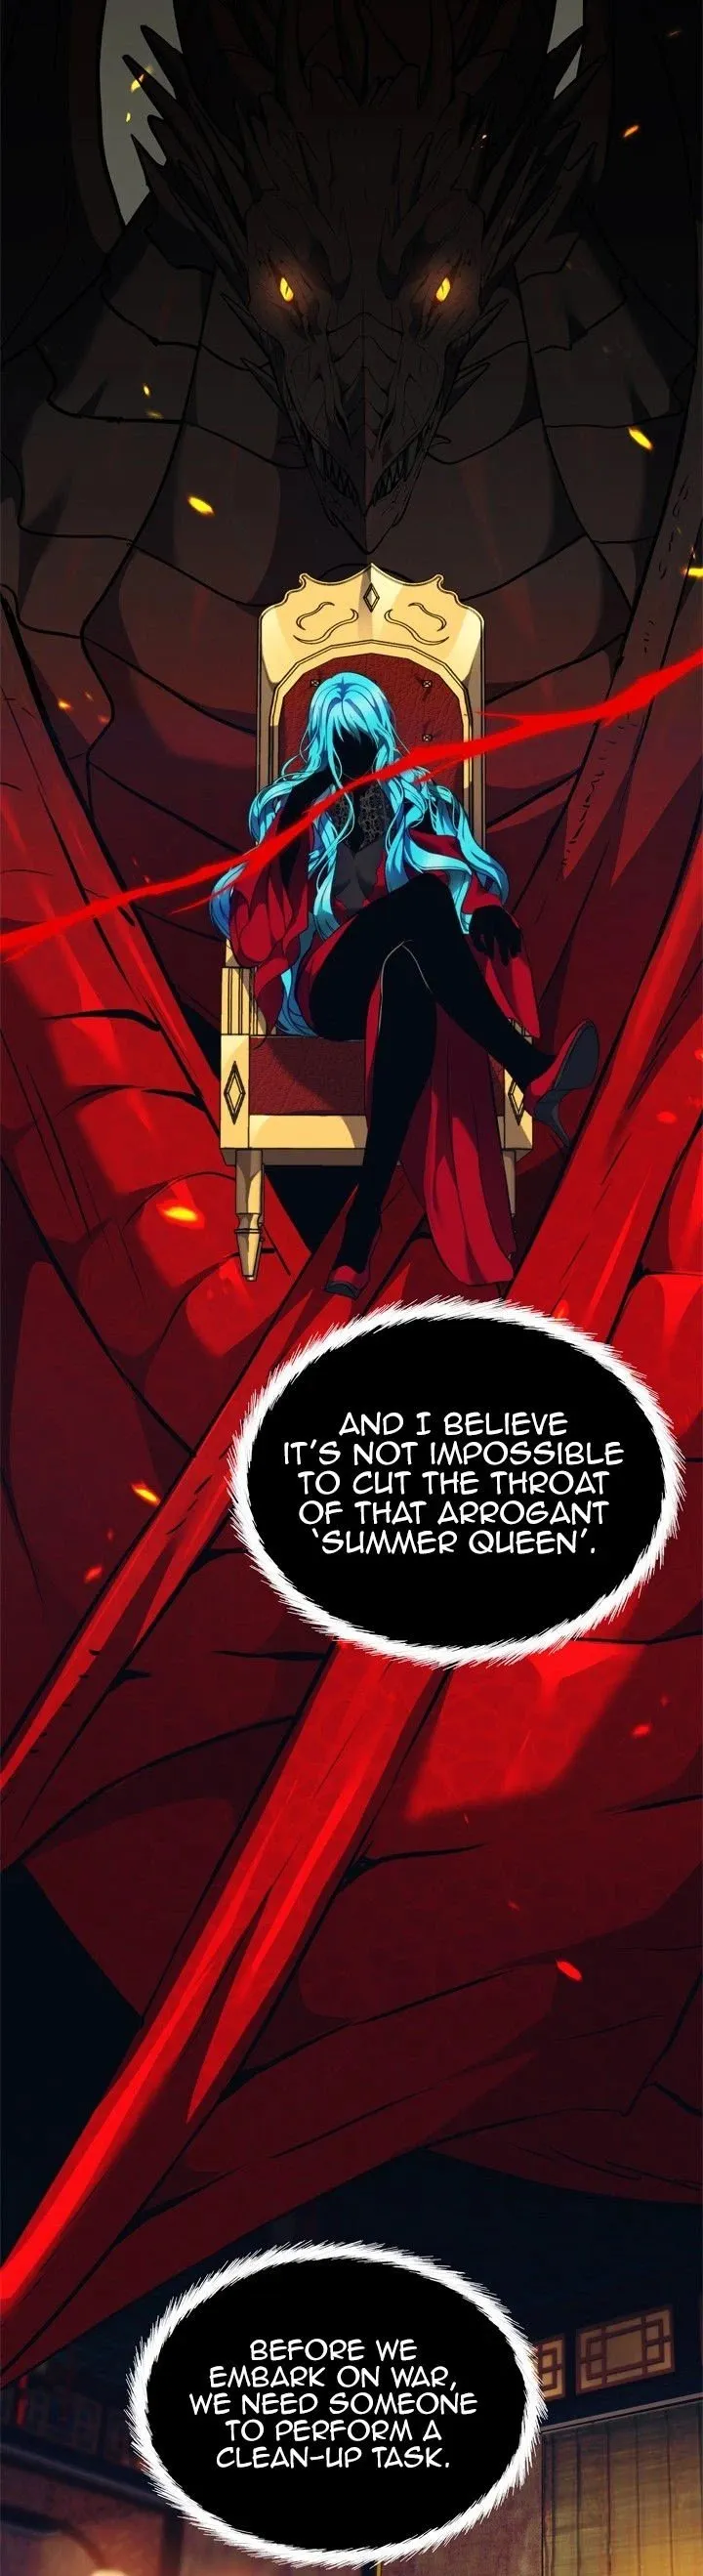 AND I BELIEVE
IT'S NOT IMPOSSIBLE
TO CUT THE THROAT
OF THAT ARROGANT
'SUMMER QUEEN'.
BEFORE WE
EMBARK ON WAR,
WE NEED SOMEONE
TO PERFORM A
CLEAN-UP TASK.